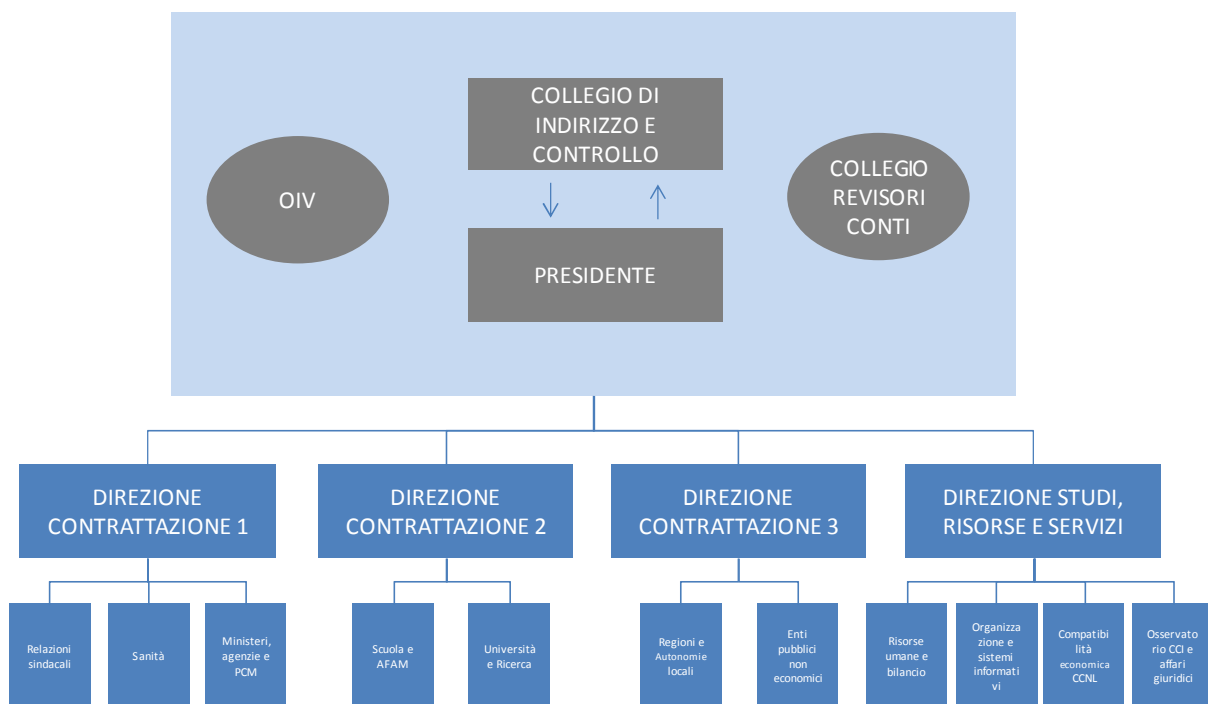 COLLEGIO DI
INDIRIZZO E
CONTROLLO
OIV
COLLEGIO
REVISORI
CONTI
PRESIDENTE
DIREZIONE
CONTRATTAZIONE 1
DIREZIONE
CONTRATTAZIONE 2
DIREZIONE
CONTRATTAZIONE 3
DIREZIONE STUDI,
RISORSE E SERVIZI
Relazioni
sindacali
Sanità
Ministeri,
agenzie e
PCM
Scuola e
AFAM
Università
e Ricerca
Regioni e
Autonomie
locali
Enti
pubblici
non
economici
Risorse
umane e
bilancio
Organizza
zione e
sistemi
informati
vi
Compatibi
lità
economica
CCNL
Osservato
rio CCI e
affari
giuridici